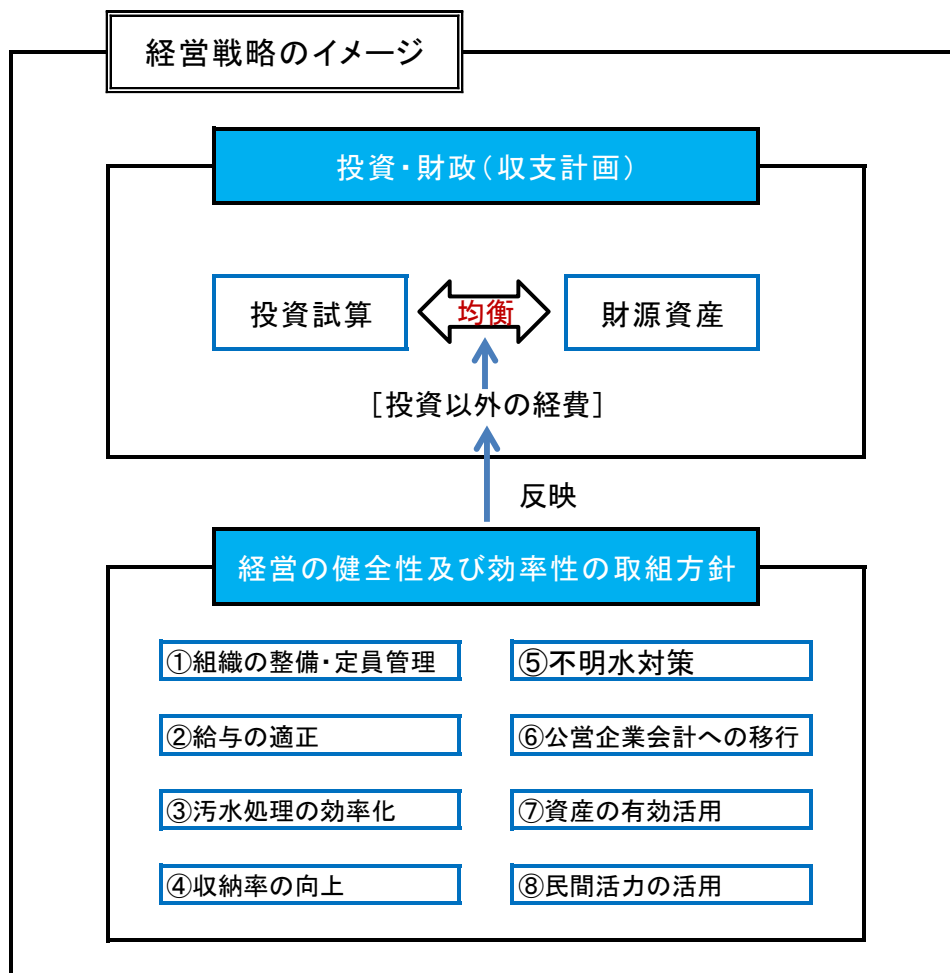 経営戦略のイメージ
投資・財政(収支計画)
投資試算
均衡
財源資産
[投資以外の経費]
反映
経営の健全性及び効率性の取組方針
①組織の整備・定員管理
⑤不明水対策
②給与の適正
⑥公営企業会計への移行
③汚水処理の効率化
⑦資産の有効活用
④収納率の向上
⑧民間活力の活用